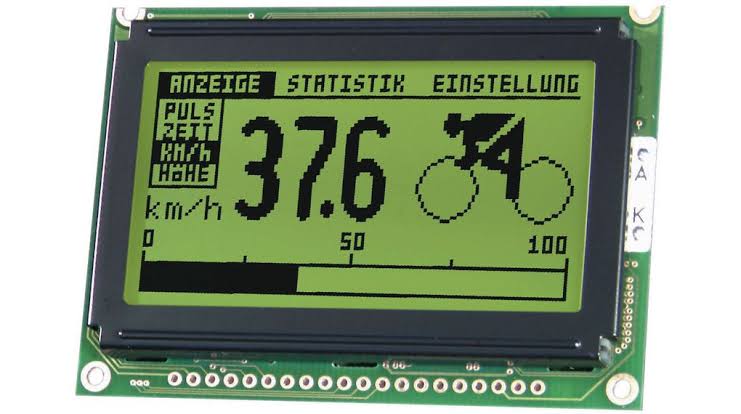 ANZEIGE STATISTIK EINSTELLUNG
PULS
ZEIT
KM/h
HÖHE
km/h 37.6
0 50 100
A
K